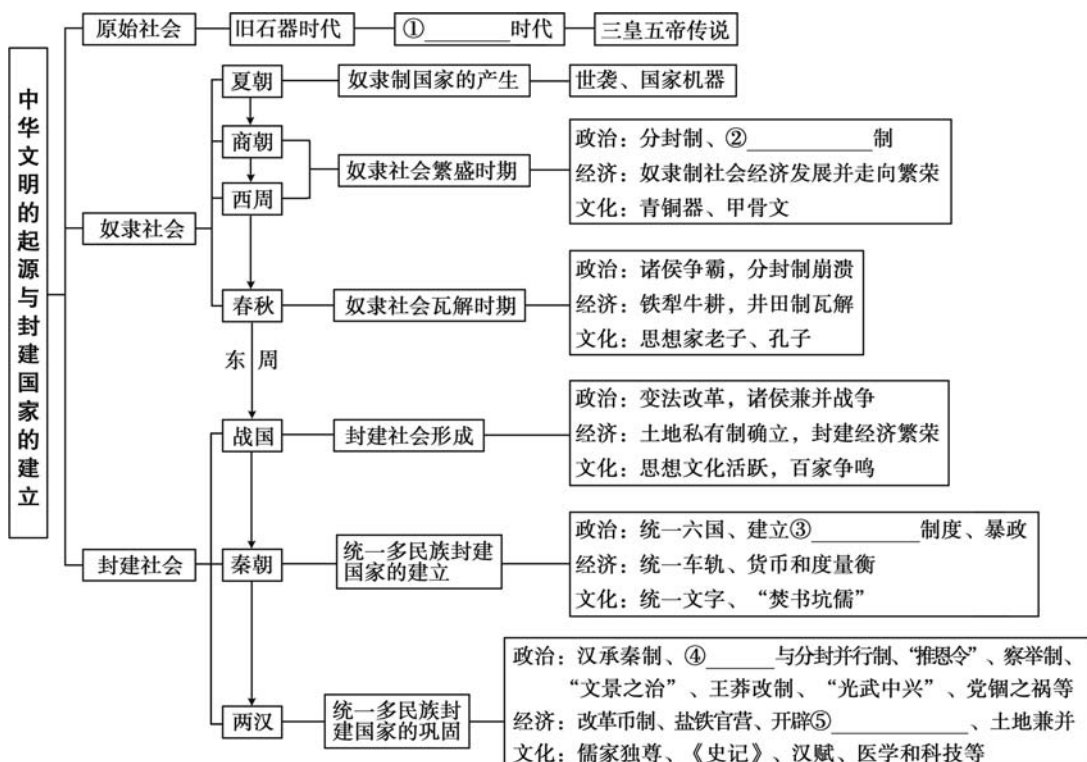 中华文明的起源与封建国家的建立
原始社会
旧石器时代
①______时代
三皇五帝传说
奴隶社会
夏朝
奴隶制国家的产生
世袭、国家机器
商朝
西周
奴隶社会繁盛时期
政治：分封制、②____________制
经济：奴隶制社会经济发展并走向繁荣
文化：青铜器、甲骨文
春秋
奴隶社会瓦解时期
政治：诸侯争霸，分封制崩溃
经济：铁犁牛耕，井田制瓦解
文化：思想家老子、孔子
东周
封建社会
战国
封建社会形成
政治：变法改革，诸侯兼并战争
经济：土地私有制确立，封建经济繁荣
文化：思想文化活跃，百家争鸣
秦朝
统一多民族封建
国家的建立
政治：统一六国、建立③__________制度、暴政
经济：统一车轨、货币和度量衡
文化：统一文字、“焚书坑儒”
两汉
统一多民族封
建国家的巩固
政治：汉承秦制、④______与分封并行制、“推恩令”、察举制、
“文景之治”、王莽改制、“光武中兴”、党锢之祸等
经济：改革币制、盐铁官营、开辟⑤____________、土地兼并
文化：儒家独尊、《史记》、汉赋、医学和科技等